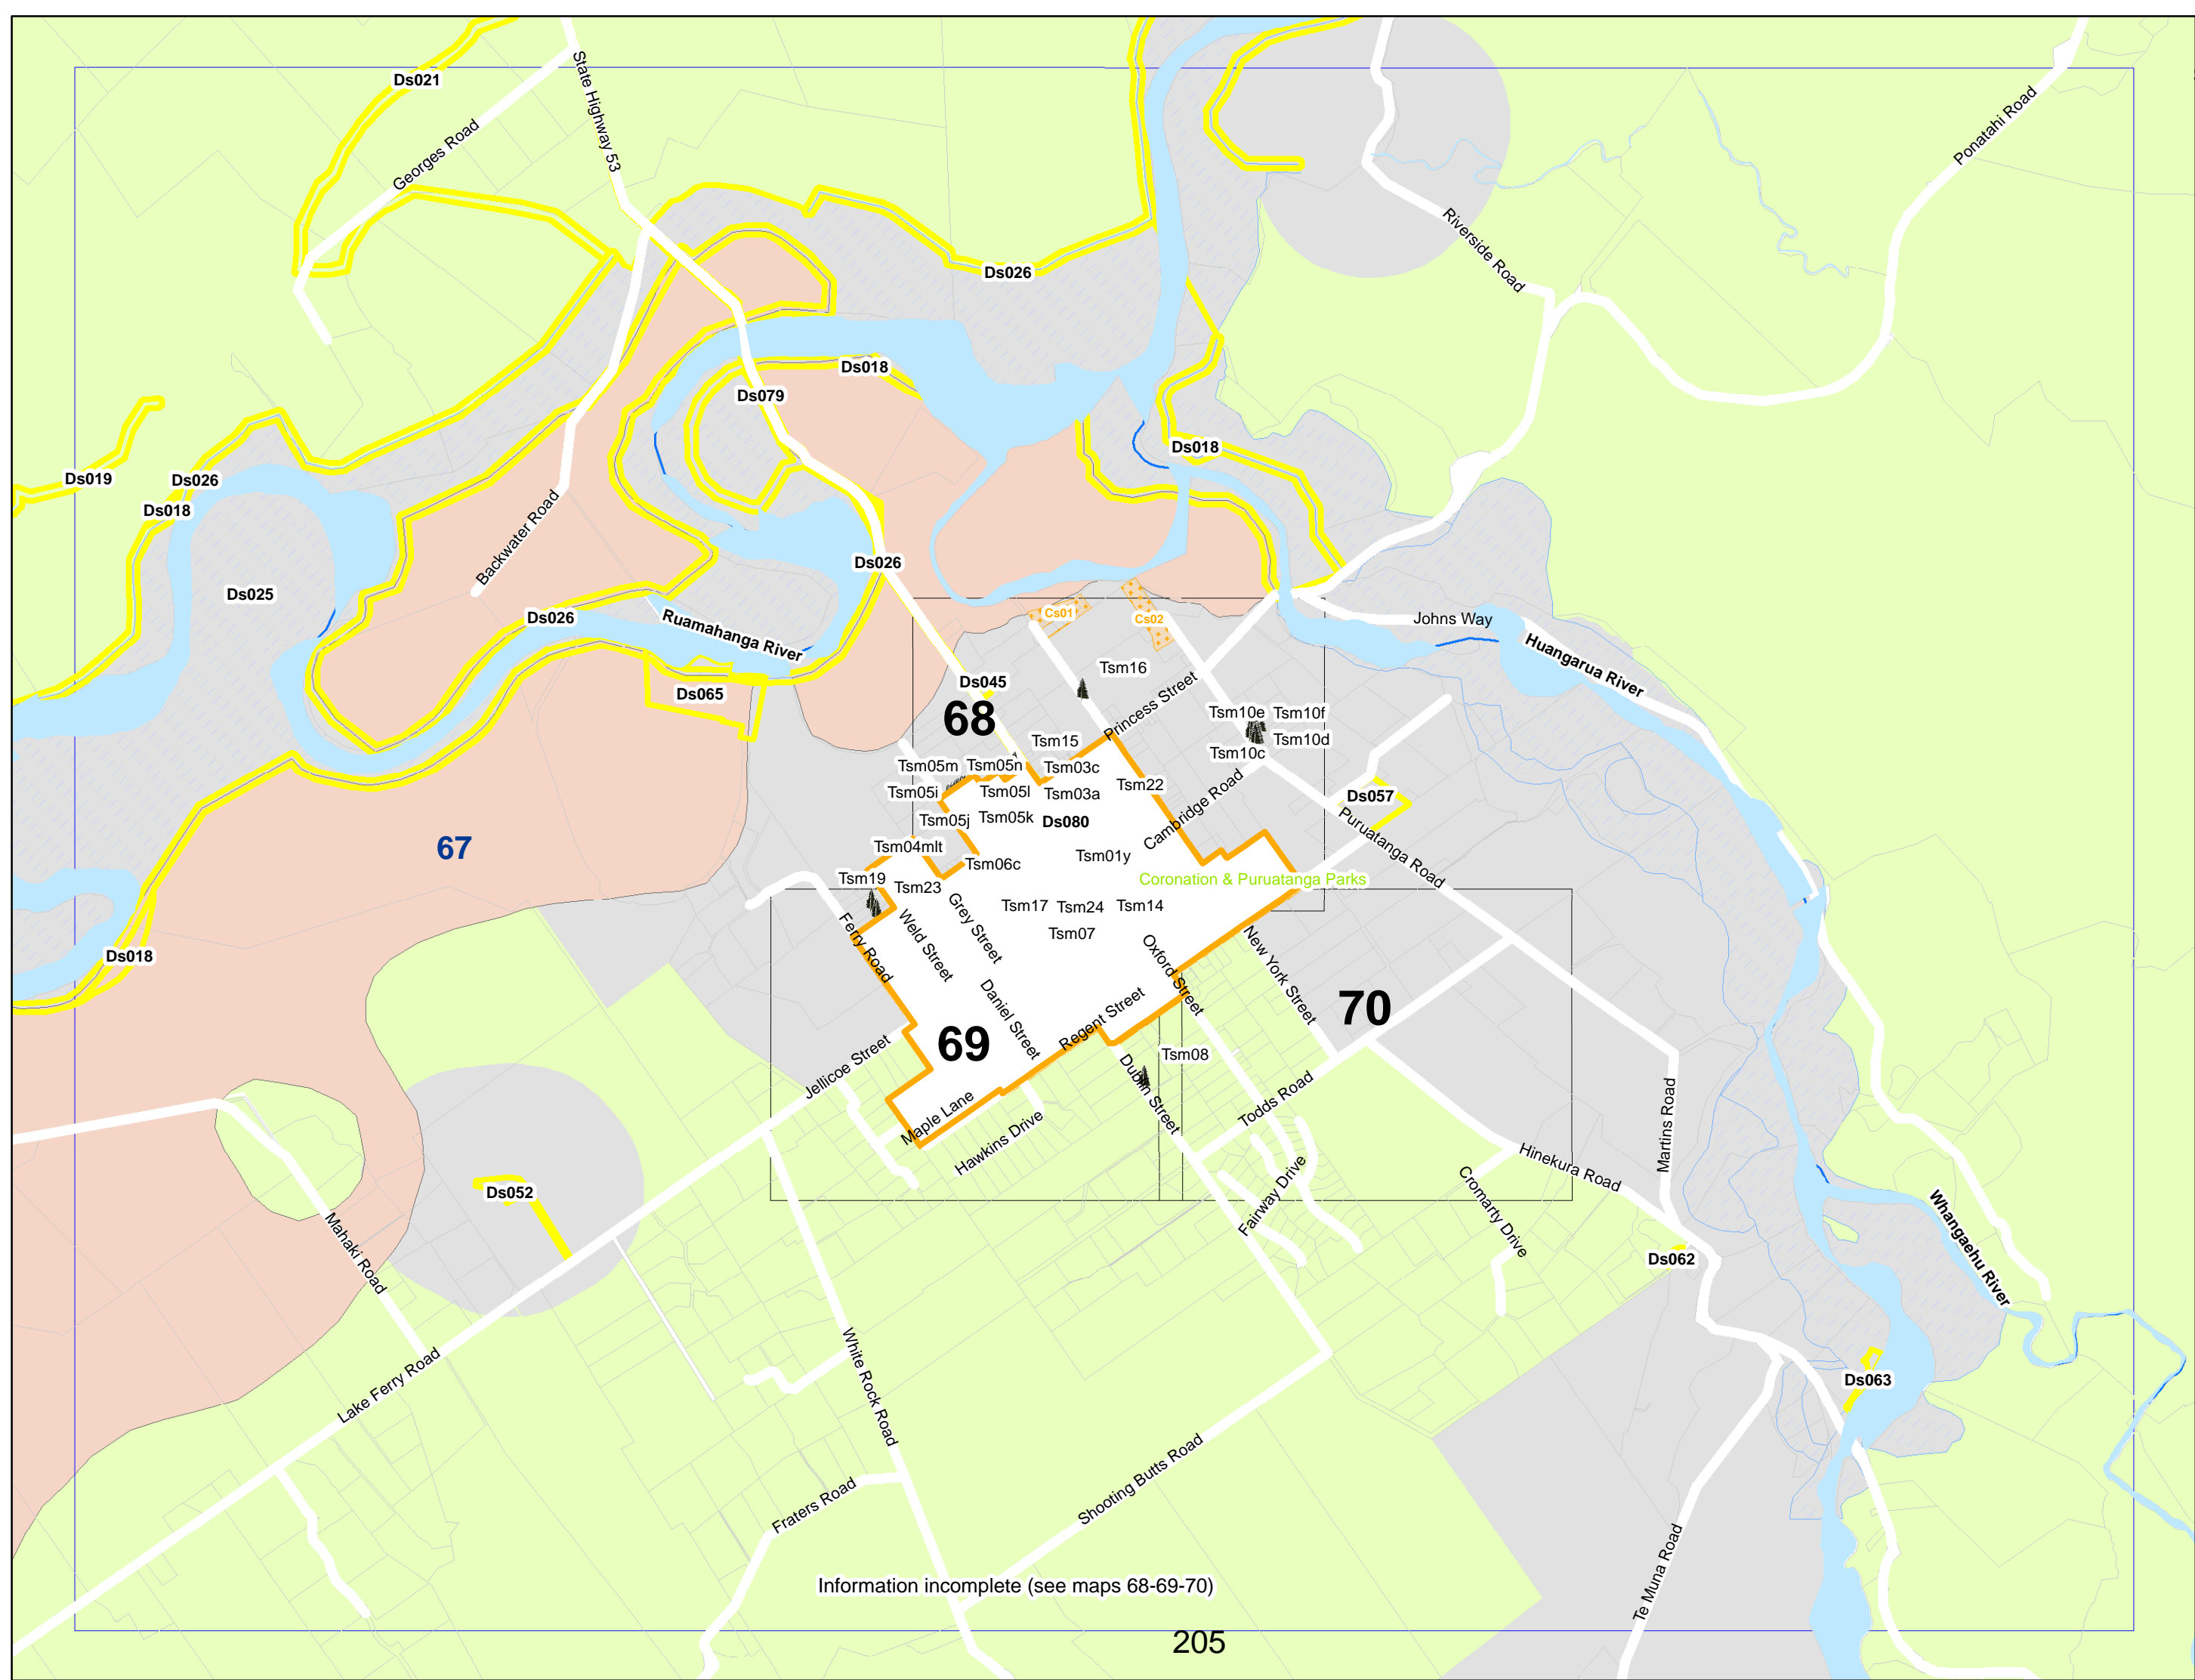 Ds021
State Highway 53
Georges Road
Ponatahi Road
Riverside Road
Ds026
Ds018
Ds079
Ds018
Ds019
Ds026
Ds018
Backwater Road
Ds026
Ds025
Ds026
Ruamahanga River
Cs01
Cs02
Johns Way
Huangarua River
Tsm16
Ds045
Ds065
68
Princess Street
Tsm10e
Tsm10f
Tsm15
Tsm10d
Tsm10c
Tsm05m
Tsm05n
Tsm03c
Tsm22
Tsm05i
Tsm05l
Tsm03a
Ds057
Cambridge Road
Tsm05j
Tsm05k
Ds080
Puruatanga Road
67
Tsm04mlt
Tsm06c
Tsm01y
Tsm19
Tsm23
Coronation & Puruatanga Parks
Tsm17
Tsm24
Tsm14
Tsm07
Grey Street
Weld Street
Ferry Road
Ds018
Oxford Street
New York Street
Daniel Street
Regent Street
70
69
Tsm08
Jellicoe Street
Dublin Street
Todds Road
Maple Lane
Hawkins Drive
Martins Road
Hinekura Road
Ds052
Fairway Drive
Cromarty Drive
Whangaehu River
Mahaki Road
Ds062
Lake Ferry Road
White Rock Road
Ds063
Shooting Butts Road
Fraters Road
Te Muna Road
Information incomplete (see maps 68-69-70)
205